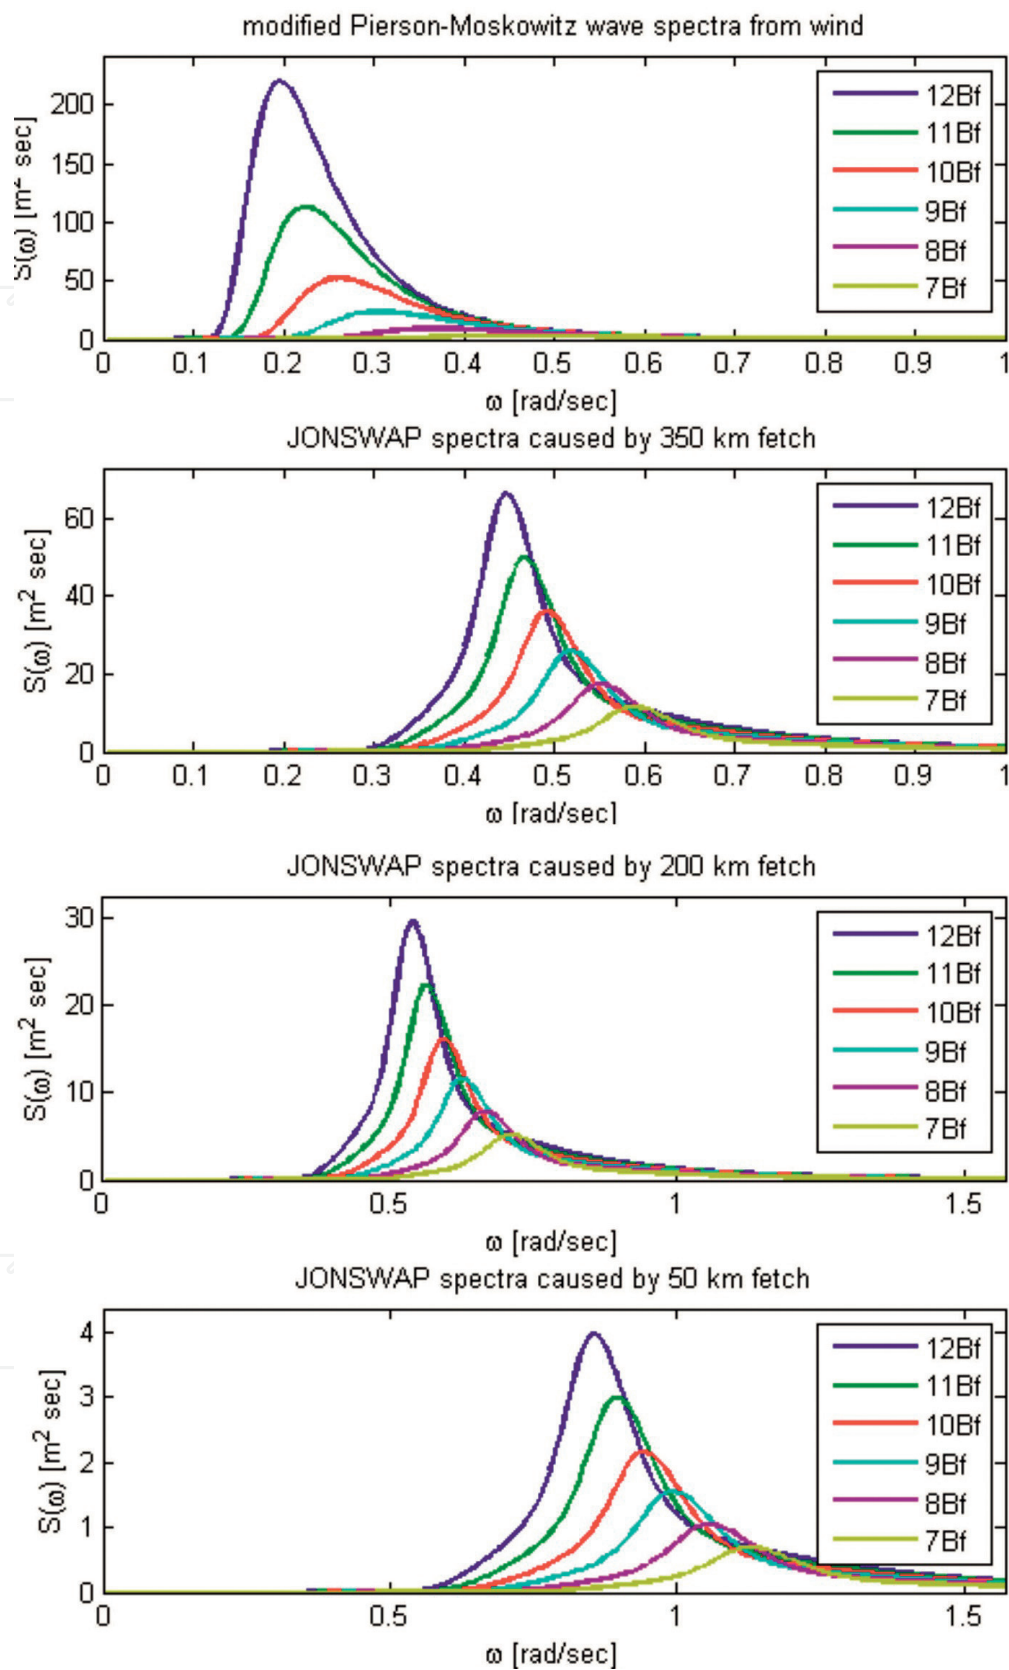 modified Pierson-Moskowitz wave spectra from wind
S(ω) [m² sec]
200
150
100
50
0
12Bf
11Bf
10Bf
9Bf
8Bf
7Bf
0 0.1 0.2 0.3 0.4 0.5 0.6 0.7 0.8 0.9 1
ω [rad/sec]
JONSWAP spectra caused by 350 km fetch
S(ω) [m² sec]
60
40
20
0
12Bf
11Bf
10Bf
9Bf
8Bf
7Bf
0 0.1 0.2 0.3 0.4 0.5 0.6 0.7 0.8 0.9 1
ω [rad/sec]
JONSWAP spectra caused by 200 km fetch
S(ω) [m² sec]
30
20
10
0
12Bf
11Bf
10Bf
9Bf
8Bf
7Bf
0 0.5 1 1.5
ω [rad/sec]
JONSWAP spectra caused by 50 km fetch
S(ω) [m² sec]
4
3
2
1
0
12Bf
11Bf
10Bf
9Bf
8Bf
7Bf
0 0.5 1 1.5
ω [rad/sec]